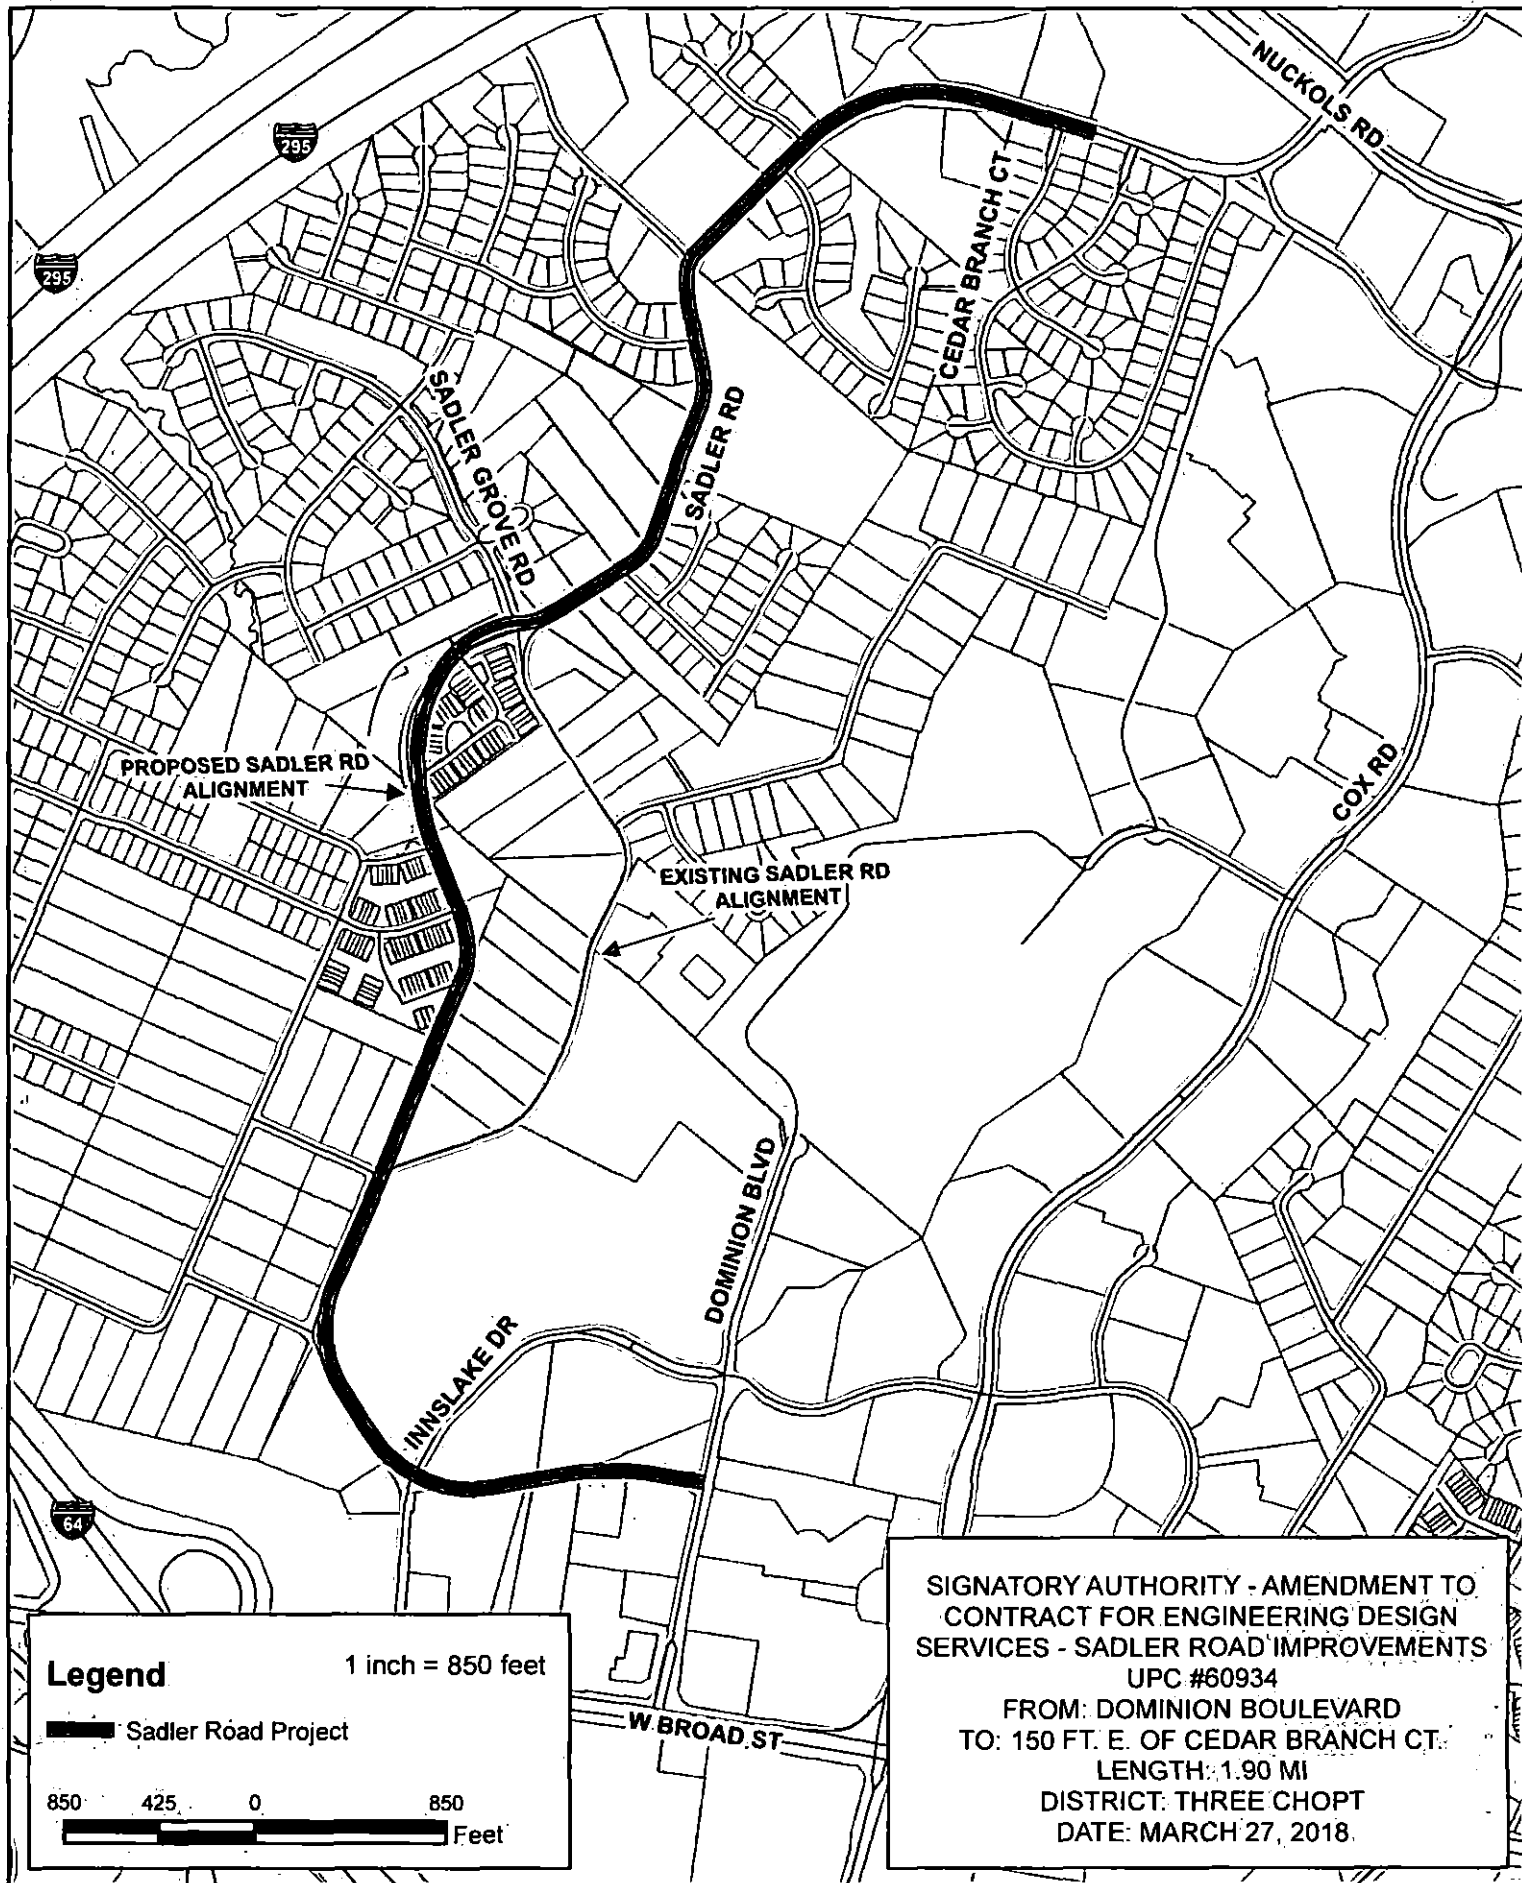 NUCKOLS RD
295
295
CEDAR BRANCH CT
SADLER GROVE RD
SADLER RD
PROPOSED SADLER RD
ALIGNMENT
COX RD
EXISTING SADLER RD
ALIGNMENT
DOMINION BLVD
INNSLAKE DR
64
W BROAD ST
Legend
1 inch = 850 feet
Sadler Road Project
850 425 0 850
Feet
SIGNATORY AUTHORITY - AMENDMENT TO
CONTRACT FOR ENGINEERING DESIGN
SERVICES - SADLER ROAD IMPROVEMENTS
UPC #60934
FROM: DOMINION BOULEVARD
TO: 150 FT. E. OF CEDAR BRANCH CT.
LENGTH: 1.90 MI
DISTRICT: THREE CHOPT
DATE: MARCH 27, 2018